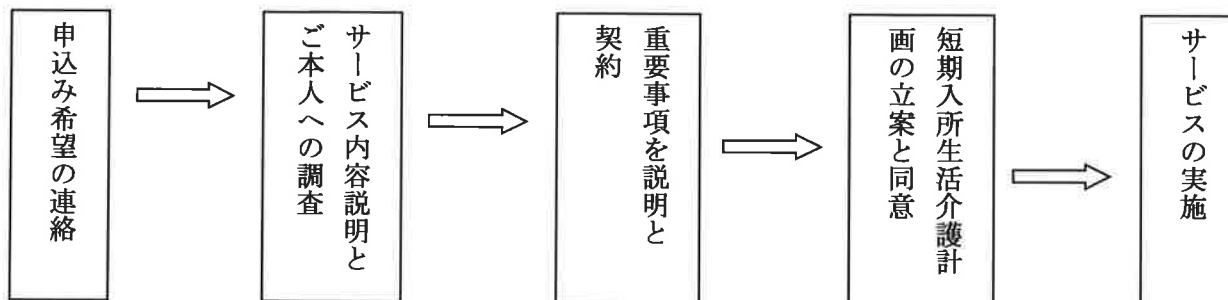 申込み希望の連絡
サービス内容説明と
ご本人への調査
重要事項を説明と
契約
短期入所生活介護計
画の立案と同意
サービスの実施